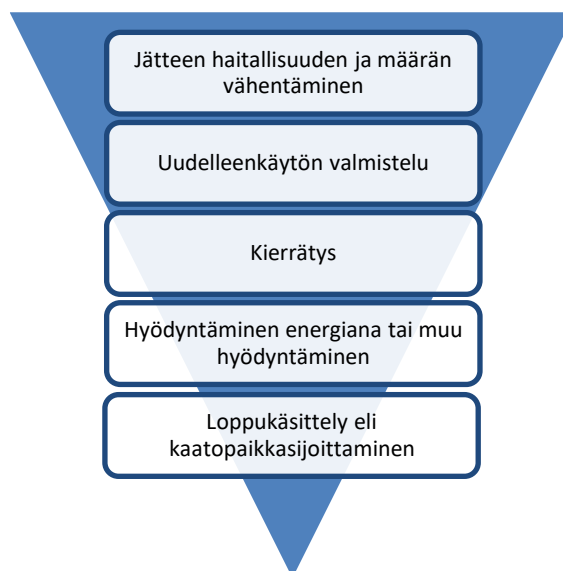 Jätteen haitallisuuden ja määrän
vähentäminen
Uudelleenkäytön valmistelu
Kierrätys
Hyödyntäminen energiana tai muu
hyödyntäminen
Loppukäsittely eli
kaatopaikkasijoittaminen